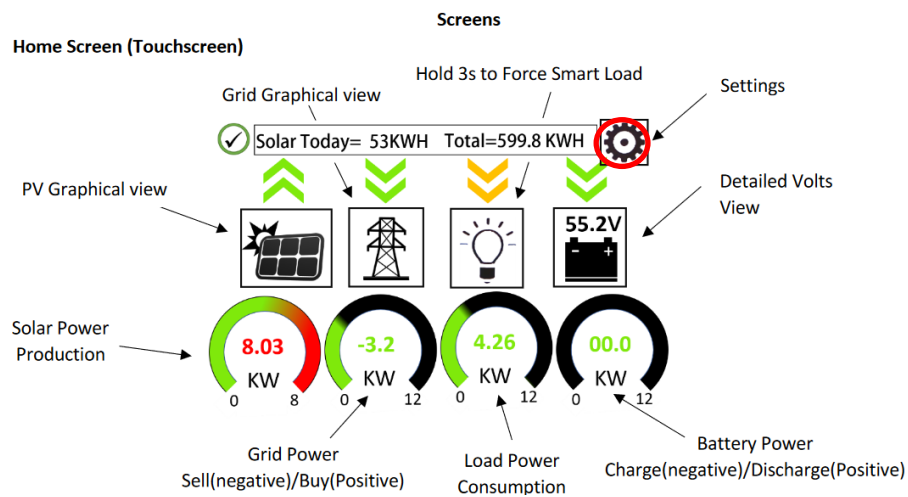 Screens
Home Screen (Touchscreen)
Hold 3s to Force Smart Load
Grid Graphical view
Settings
Solar Today= 53KWH Total=599.8 KWH
PV Graphical view
Detailed Volts
View
55.2V
- +
Solar Power
Production
8.03
KW
0 8
-3.2
KW
0 12
4.26
KW
0 12
00.0
KW
0 12
Grid Power
Sell(negative)/Buy(Positive)
Load Power
Consumption
Battery Power
Charge(negative)/Discharge(Positive)